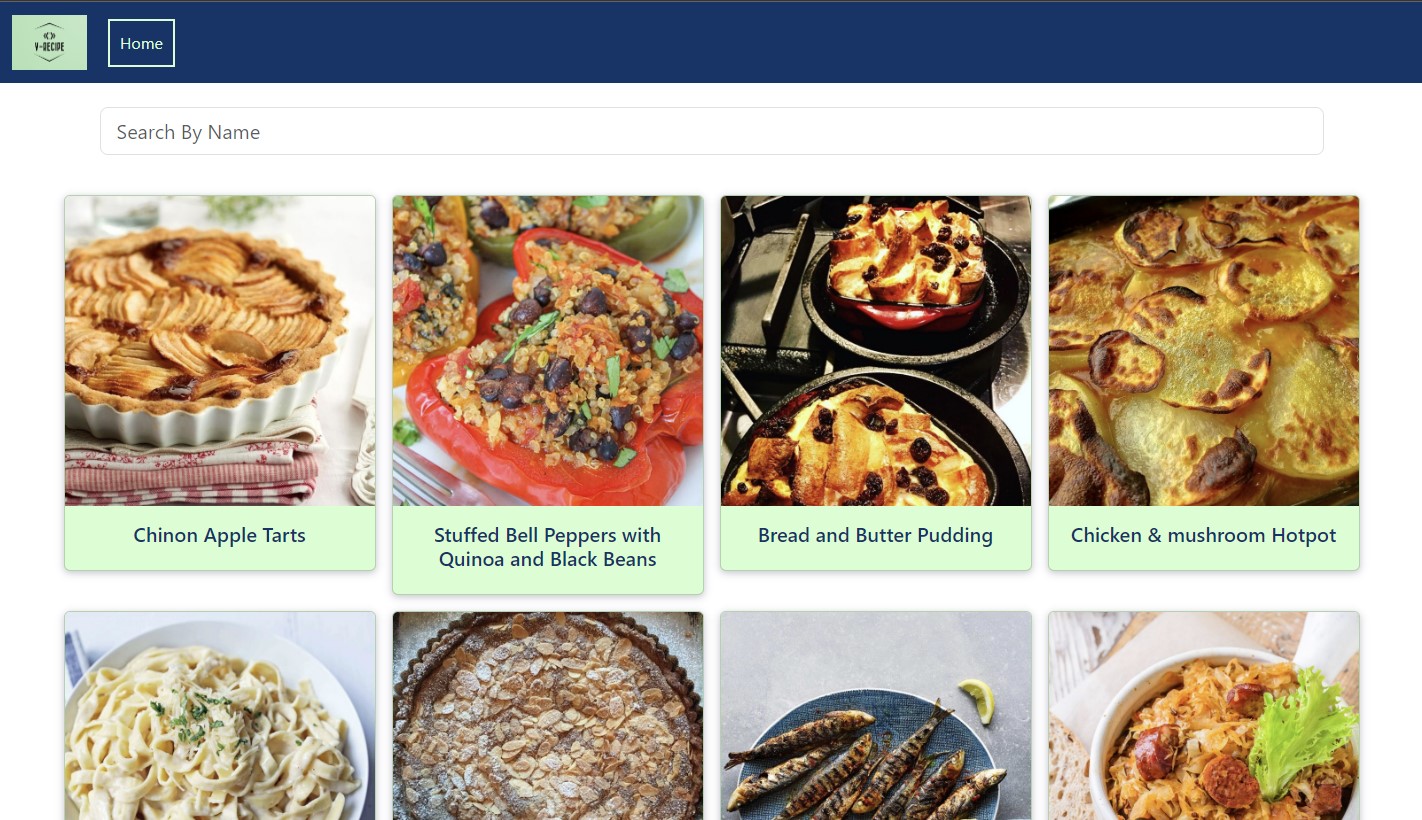 V-RECIPE
Home
Search By Name
Chinon Apple Tarts
Stuffed Bell Peppers with
Quinoa and Black Beans
Bread and Butter Pudding
Chicken & mushroom Hotpot